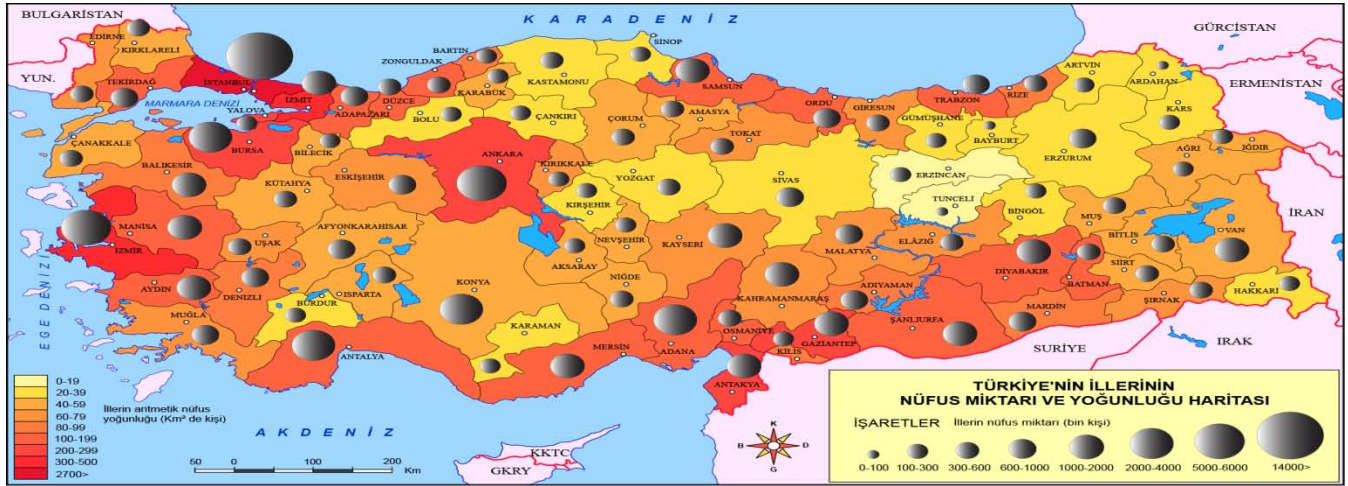 KARADENİZ
BULGARİSTAN
GÜRCİSTAN
YUN.
ERMENİSTAN
İRAN
IRAK
SURİYE
KKTC
GKRY
MARMARA DENİZİ
EGE DENİZİ
AKDENİZ
EDİRNE
KIRKLARELİ
TEKİRDAĞ
İSTANBUL
YALOVA
İZMİT
ADAPAZARI
DÜZCE
ZONGULDAK
BARTIN
KARABÜK
KASTAMONU
SİNOP
SAMSUN
ORDU
GİRESUN
TRABZON
RİZE
ARTVİN
ARDAHAN
KARS
ÇANAKKALE
BALIKESİR
BURSA
BİLECİK
BOLU
ÇANKIRI
ÇORUM
AMASYA
TOKAT
GÜMÜŞHANE
BAYBURT
ERZURUM
AĞRI
IĞDIR
KÜTAHYA
ESKİŞEHİR
ANKARA
KIRIKKALE
YOZGAT
KIRŞEHİR
SİVAS
ERZİNCAN
TUNCELİ
BİNGÖL
MUŞ
BİTLİS
VAN
İZMİR
MANİSA
UŞAK
AFYONKARAHİSAR
KONYA
AKSARAY
NEVŞEHİR
NİĞDE
KAYSERİ
MALATYA
ELAZIĞ
DİYABAKIR
BATMAN
SİİRT
ŞIRNAK
HAKKARİ
AYDIN
DENİZLİ
MUĞLA
BURDUR
ISPARTA
ANTALYA
KARAMAN
MERSİN
ADANA
OSMANİYE
KAHRAMANMARAŞ
ADIYAMAN
GAZİANTEP
KİLİS
ANTAKYA
ŞANLIURFA
MARDİN
0-19
20-39
40-59
60-79
80-99
100-199
200-299
300-500
2700>
İllerin aritmetik nüfus
yoğunluğu (Km² de kişi)
50 0 100 200
Km
K
B D
G
TÜRKİYE'NİN İLLERİNİN
NÜFUS MİKTARI VE YOĞUNLUĞU HARİTASI
İŞARETLER İllerin nüfus miktarı (bin kişi)
0-100 100-300 300-600 600-1000 1000-2000 2000-4000 5000-6000 14000>